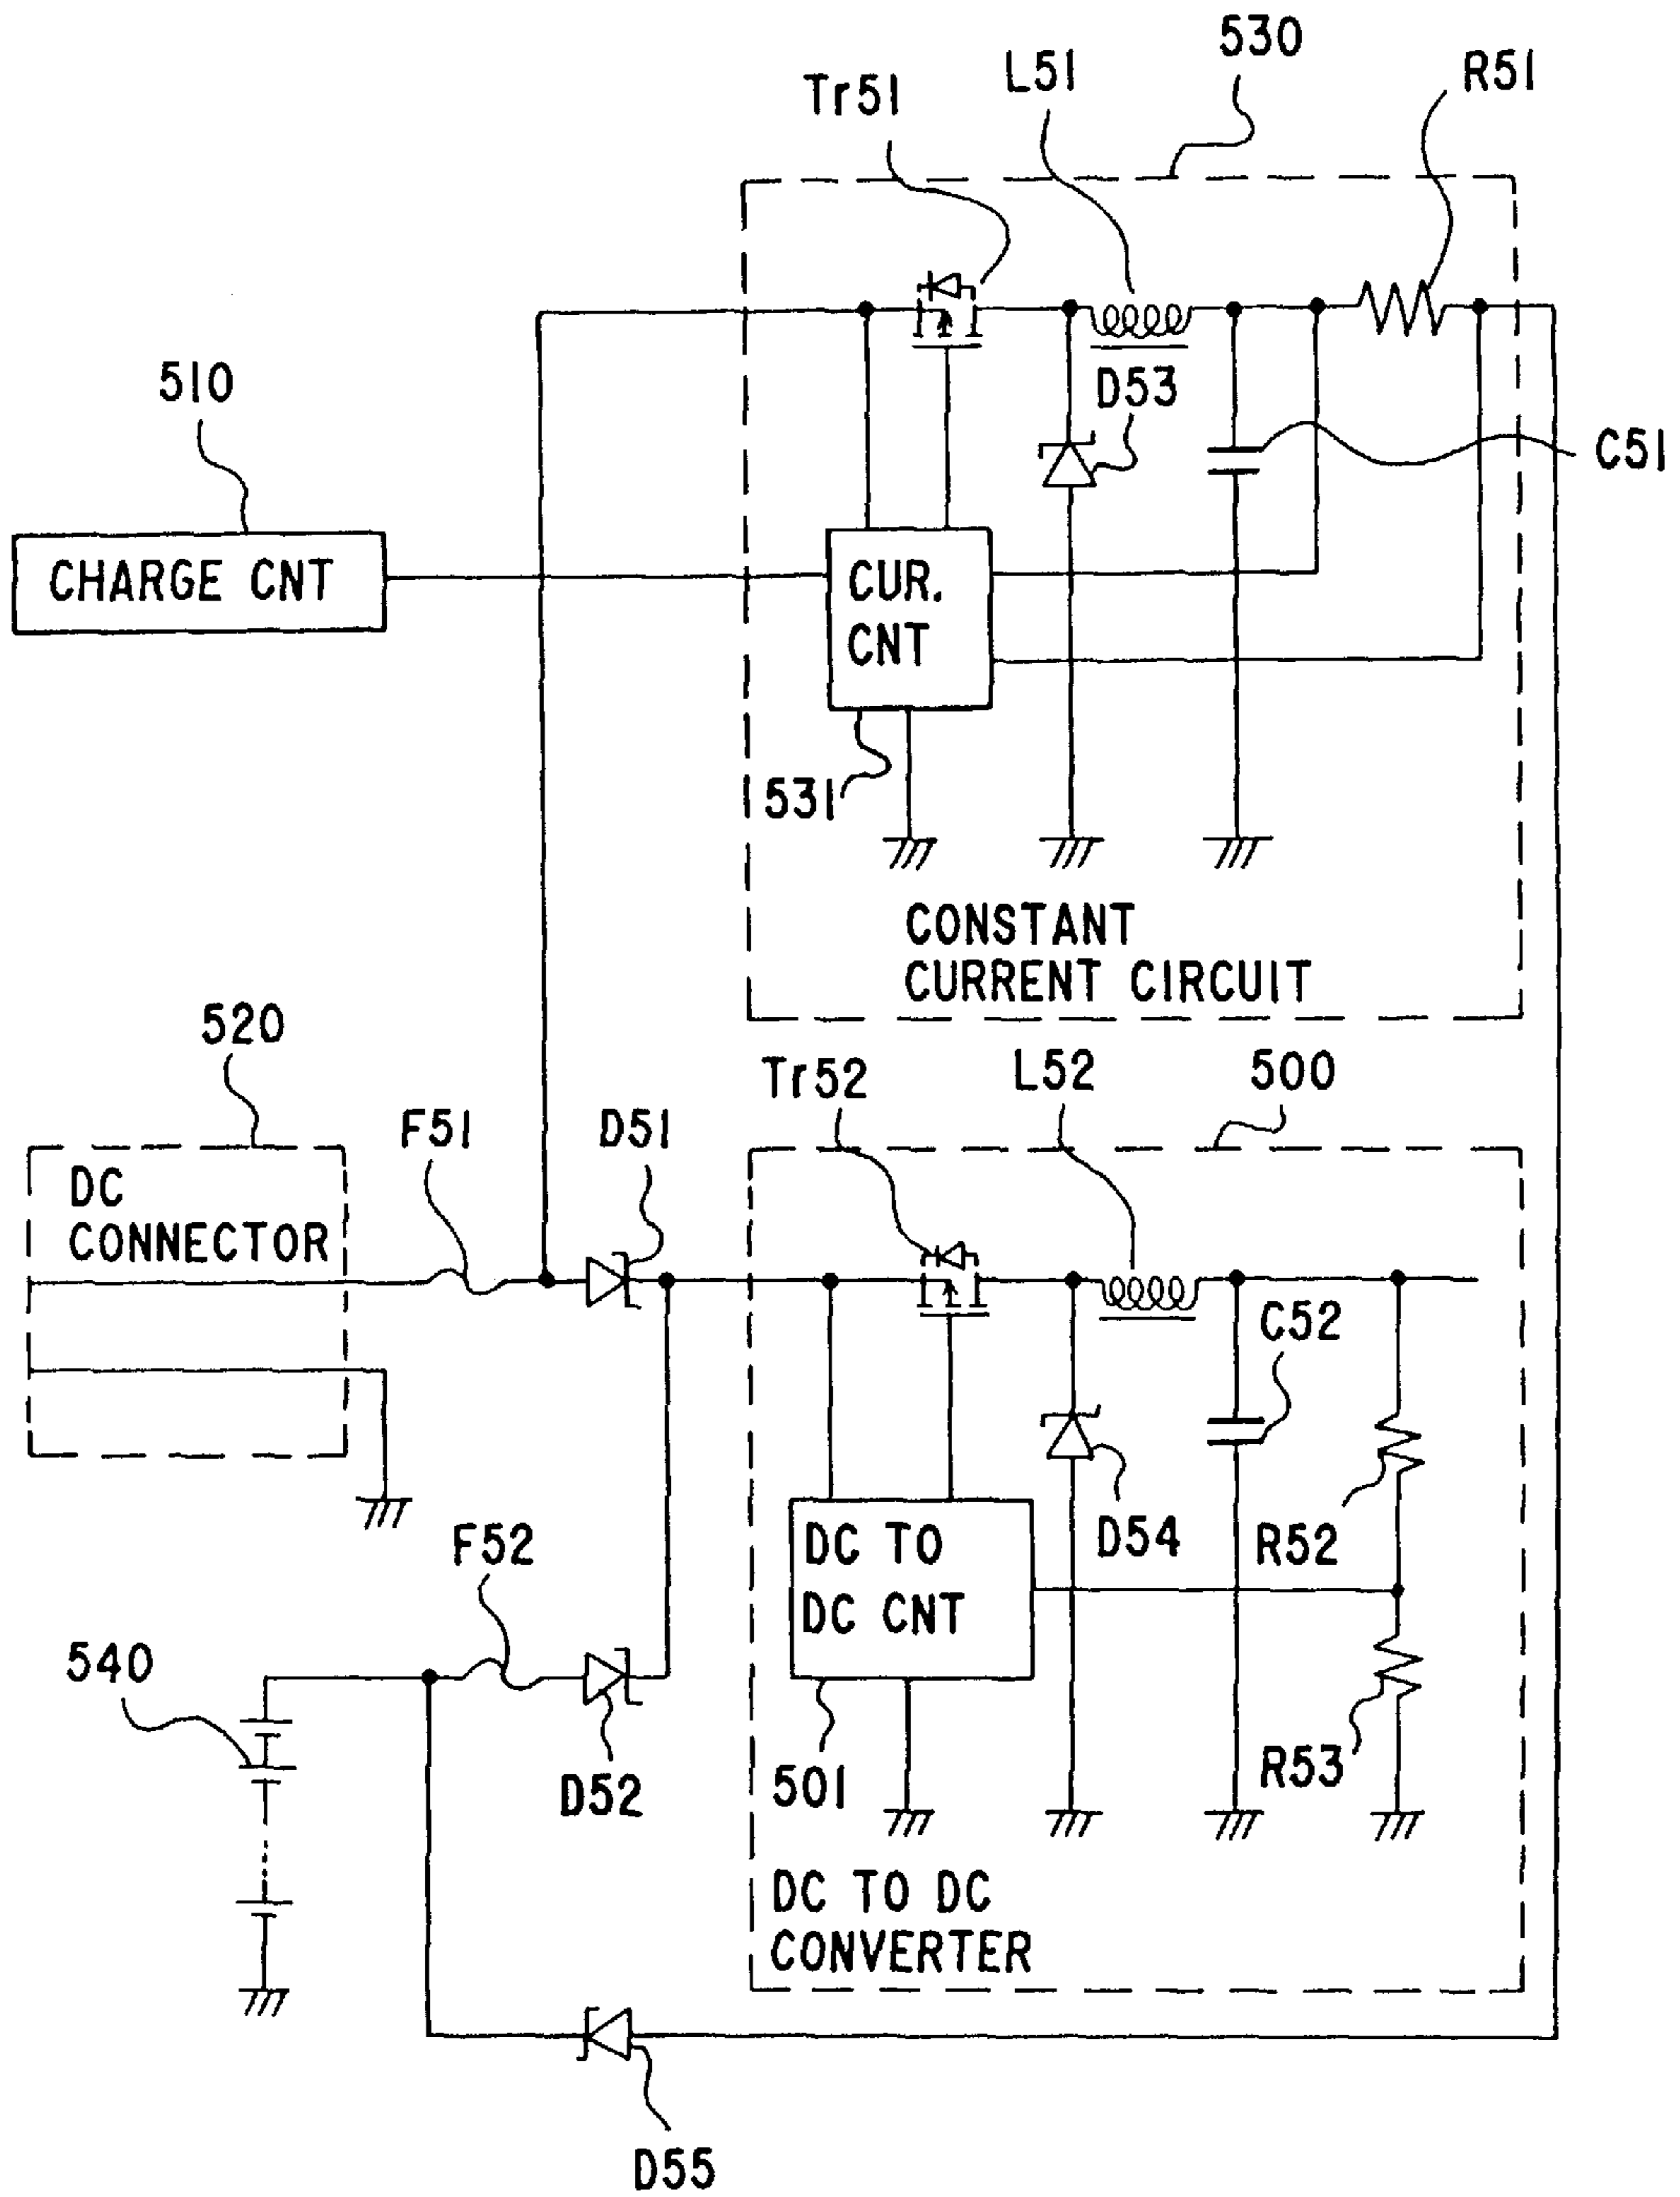 530
L51
R51
Tr51
510
D53
C51
CHARGE CNT
CUR.
CNT
531
CONSTANT
CURRENT CIRCUIT
520
Tr52
L52
500
F51
D51
DC
CONNECTOR
C52
F52
DC TO
DC CNT
D54
R52
540
D52
501
R53
DC TO DC
CONVERTER
D55